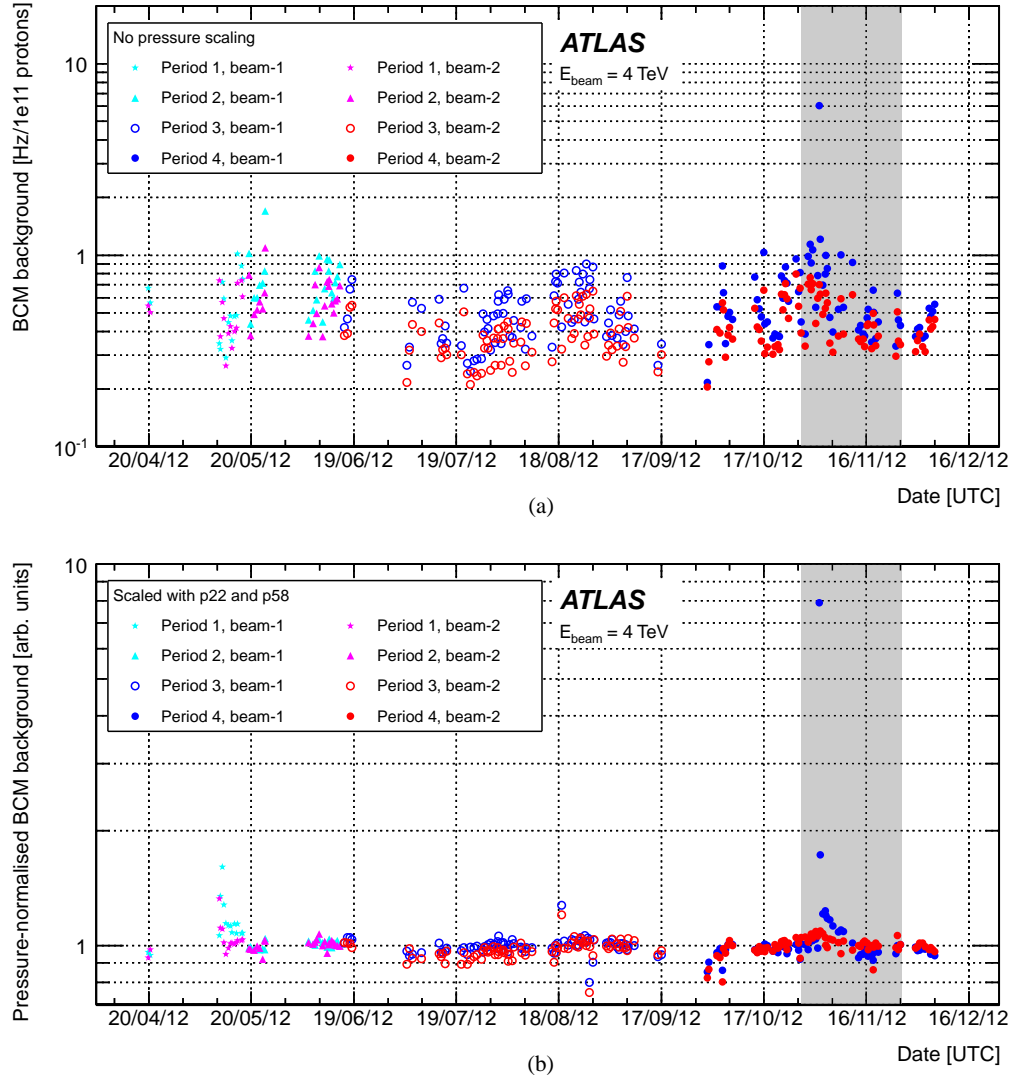 BCM background [Hz/1e11 protons]
10
1
10-1
No pressure scaling
Period 1, beam-1 Period 1, beam-2
Period 2, beam-1 Period 2, beam-2
Period 3, beam-1 Period 3, beam-2
Period 4, beam-1 Period 4, beam-2
ATLAS
Ebeam = 4 TeV
20/04/12 20/05/12 19/06/12 19/07/12 18/08/12 17/09/12 17/10/12 16/11/12 16/12/12
Date [UTC]
(a)
Pressure-normalised BCM background [arb. units]
10
1
Scaled with p22 and p58
Period 1, beam-1 Period 1, beam-2
Period 2, beam-1 Period 2, beam-2
Period 3, beam-1 Period 3, beam-2
Period 4, beam-1 Period 4, beam-2
ATLAS
Ebeam = 4 TeV
20/04/12 20/05/12 19/06/12 19/07/12 18/08/12 17/09/12 17/10/12 16/11/12 16/12/12
Date [UTC]
(b)